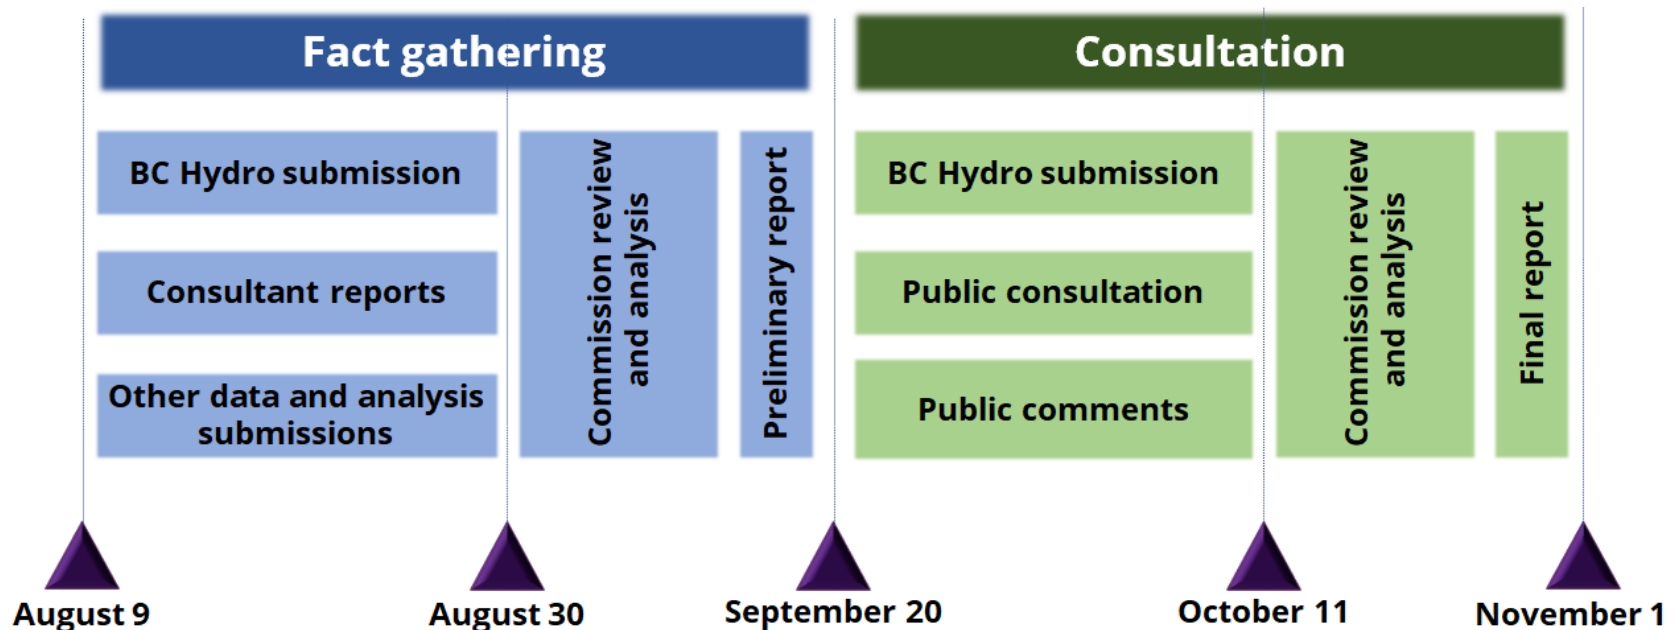 Fact gathering
Consultation
BC Hydro submission
Consultant reports
Other data and analysis
submissions
Commission review
and analysis
Preliminary report
BC Hydro submission
Public consultation
Public comments
Commission review
and analysis
Final report
August 9
August 30
September 20
October 11
November 1